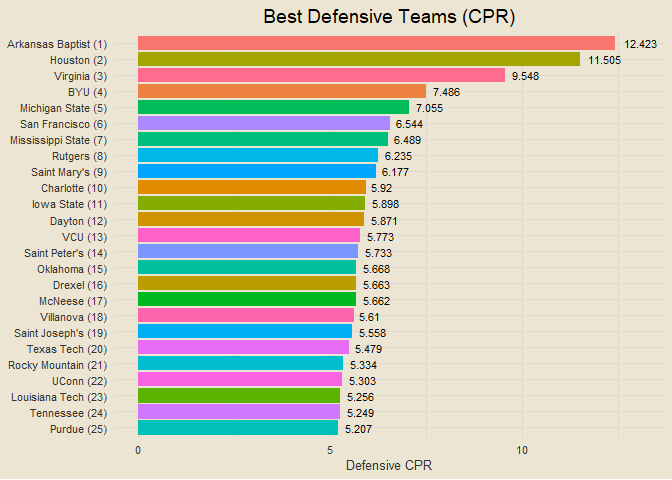 Best Defensive Teams (CPR)
Arkansas Baptist (1) 12.423
Houston (2) 11.505
Virginia (3) 9.548
BYU (4) 7.486
Michigan State (5) 7.055
San Francisco (6) 6.544
Mississippi State (7) 6.489
Rutgers (8) 6.235
Saint Mary's (9) 6.177
Charlotte (10) 5.92
Iowa State (11) 5.898
Dayton (12) 5.871
VCU (13) 5.773
Saint Peter's (14) 5.733
Oklahoma (15) 5.668
Drexel (16) 5.663
McNeese (17) 5.662
Villanova (18) 5.61
Saint Joseph's (19) 5.558
Texas Tech (20) 5.479
Rocky Mountain (21) 5.334
UConn (22) 5.303
Louisiana Tech (23) 5.256
Tennessee (24) 5.249
Purdue (25) 5.207
0 5 10
Defensive CPR